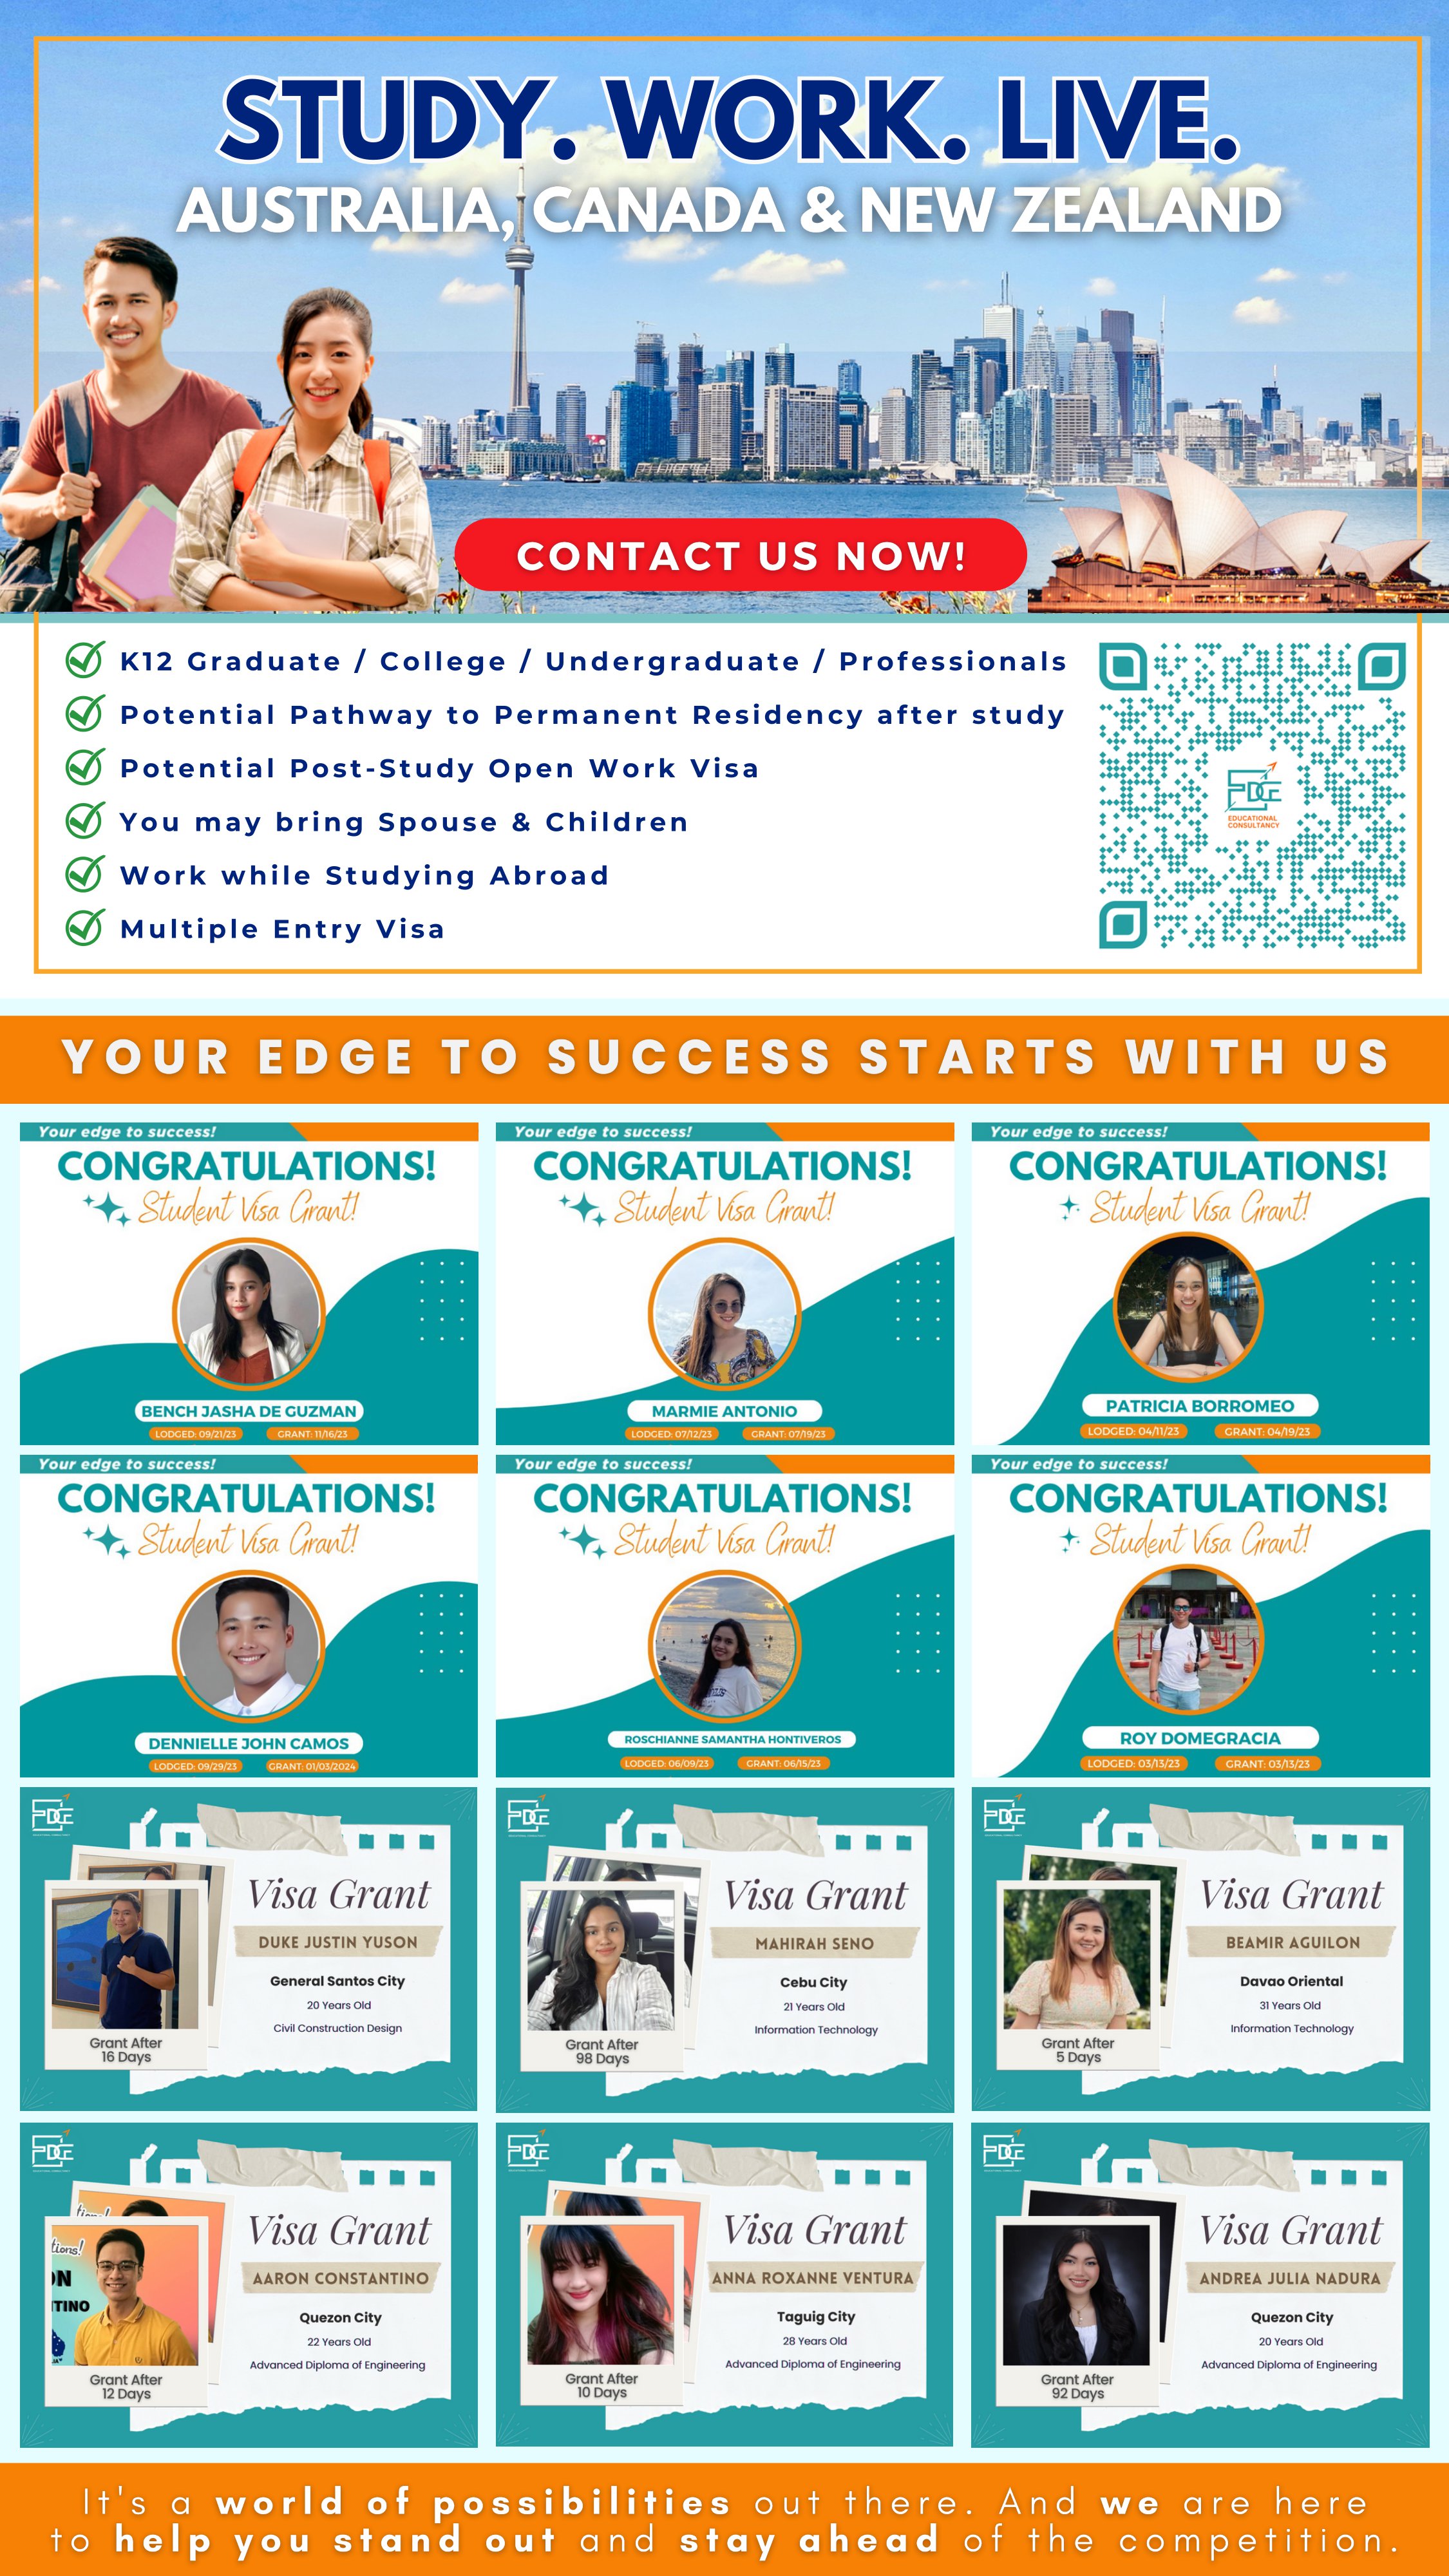 STUDY. WORK. LIVE.
AUSTRALIA, CANADA & NEW ZEALAND
CONTACT US NOW!
K12 Graduate / College / Undergraduate / Professionals
Potential Pathway to Permanent Residency after study
Potential Post-Study Open Work Visa
You may bring Spouse & Children
Work while Studying Abroad
Multiple Entry Visa
EDGE
EDUCATIONAL
CONSULTANCY
YOUR EDGE TO SUCCESS STARTS WITH US
Your edge to success!
CONGRATULATIONS!
Student Visa Grant!
BENCH JASHA DE GUZMAN
LODGED: 09/21/23 GRANT: 11/16/23
Your edge to success!
CONGRATULATIONS!
Student Visa Grant!
MARMIE ANTONIO
LODGED: 07/12/23 GRANT: 07/19/23
Your edge to success!
CONGRATULATIONS!
Student Visa Grant!
PATRICIA BORROMEO
LODGED: 04/11/23 GRANT: 04/19/23
Your edge to success!
CONGRATULATIONS!
Student Visa Grant!
DENNIELLE JOHN CAMOS
LODGED: 09/29/23 GRANT: 01/03/2024
Your edge to success!
CONGRATULATIONS!
Student Visa Grant!
ROSCHIANNE SAMANTHA HONTIVEROS
LODGED: 06/09/23 GRANT: 06/15/23
Your edge to success!
CONGRATULATIONS!
Student Visa Grant!
ROY DOMEGRACIA
LODGED: 03/13/23 GRANT: 03/13/23
EDGE
Visa Grant
DUKE JUSTIN YUSON
General Santos City
20 Years Old
Civil Construction Design
Grant After
16 Days
EDGE
Visa Grant
MAHIRAH SENO
Cebu City
21 Years Old
Information Technology
Grant After
98 Days
EDGE
Visa Grant
BEAMIR AGUILON
Davao Oriental
31 Years Old
Information Technology
Grant After
5 Days
EDGE
Visa Grant
AARON CONSTANTINO
Quezon City
22 Years Old
Advanced Diploma of Engineering
Grant After
12 Days
EDGE
Visa Grant
ANNA ROXANNE VENTURA
Taguig City
28 Years Old
Advanced Diploma of Engineering
Grant After
10 Days
EDGE
Visa Grant
ANDREA JULIA NADURA
Quezon City
20 Years Old
Advanced Diploma of Engineering
Grant After
92 Days
It's a world of possibilities out there. And we are here
to help you stand out and stay ahead of the competition.